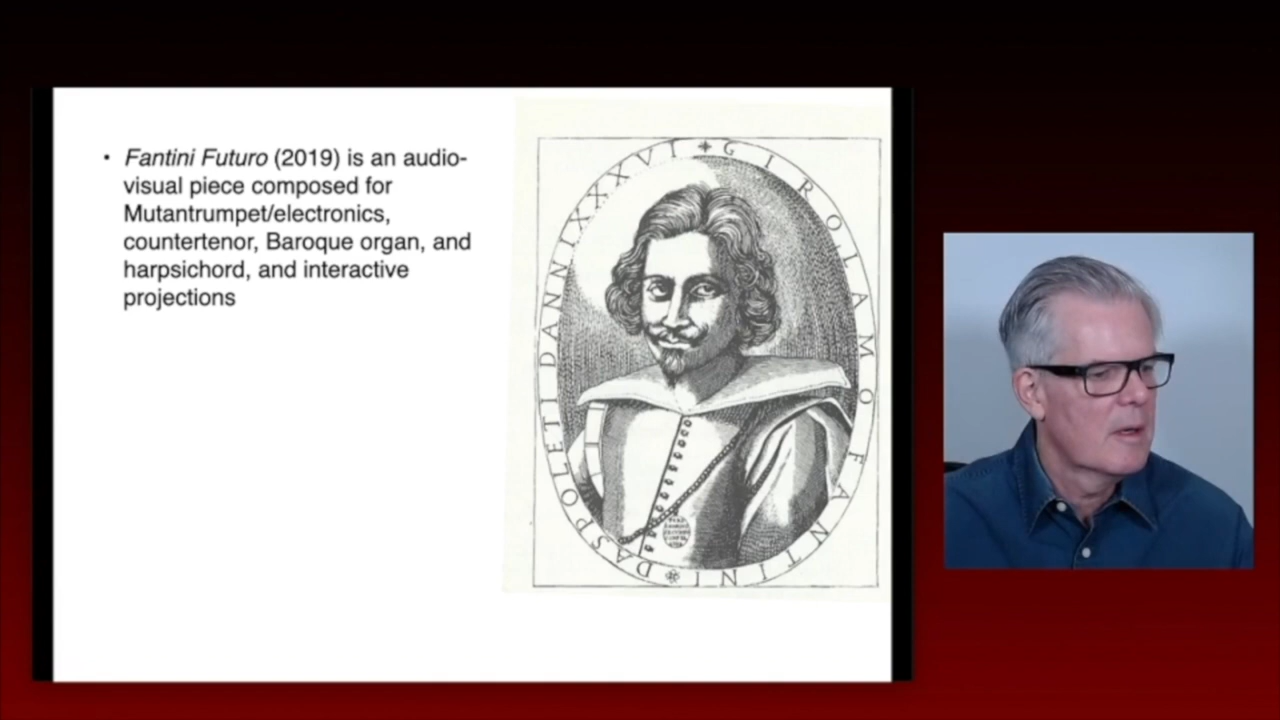 • Fantini Futuro (2019) is an audio-
visual piece composed for
Mutantrumpet/electronics,
countertenor, Baroque organ, and
harpsichord, and interactive
projections
GIROLAMO FANTINI DA SPOLETI D'ANNI XXXVI